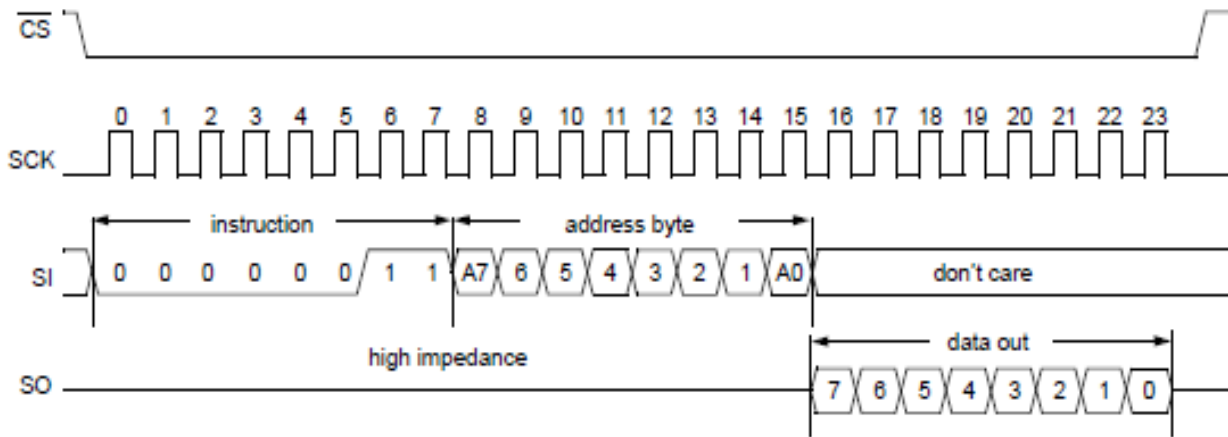 CS
0 1 2 3 4 5 6 7 8 9 10 11 12 13 14 15 16 17 18 19 20 21 22 23
SCK
instruction address byte
SI 0 0 0 0 0 0 1 1 A7 6 5 4 3 2 1 A0 don't care
high impedance data out
SO 7 6 5 4 3 2 1 0